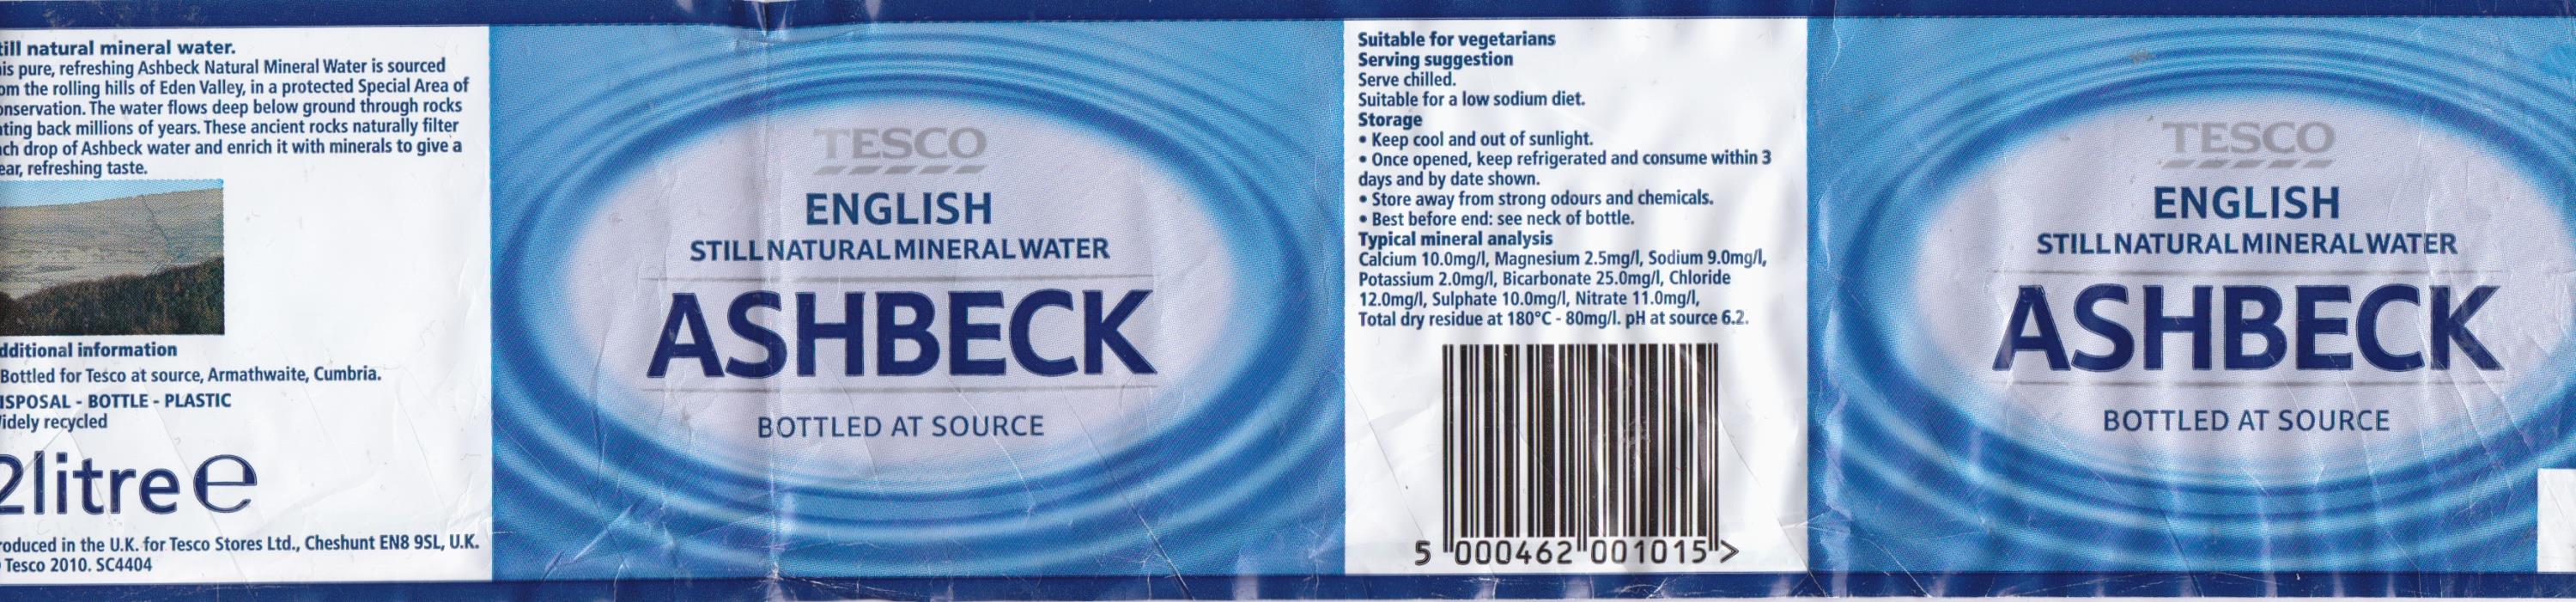 till natural mineral water.
is pure, refreshing Ashbeck Natural Mineral Water is sourced
om the rolling hills of Eden Valley, in a protected Special Area of
onservation. The water flows deep below ground through rocks
ating back millions of years. These ancient rocks naturally filter
ch drop of Ashbeck water and enrich it with minerals to give a
ear, refreshing taste.
dditional information
Bottled for Tesco at source, Armathwaite, Cumbria.
ISPOSAL - BOTTLE - PLASTIC
idely recycled
2litre e
roduced in the U.K. for Tesco Stores Ltd., Cheshunt EN8 9SL, U.K.
Tesco 2010. SC4404
TESCO
ENGLISH
STILL NATURAL MINERAL WATER
ASHBECK
BOTTLED AT SOURCE
Suitable for vegetarians
Serving suggestion
Serve chilled.
Suitable for a low sodium diet.
Storage
• Keep cool and out of sunlight.
• Once opened, keep refrigerated and consume within 3
days and by date shown.
• Store away from strong odours and chemicals.
• Best before end: see neck of bottle.
Typical mineral analysis
Calcium 10.0mg/l, Magnesium 2.5mg/l, Sodium 9.0mg/l,
Potassium 2.0mg/l, Bicarbonate 25.0mg/l, Chloride
12.0mg/l, Sulphate 10.0mg/l, Nitrate 11.0mg/l,
Total dry residue at 180°C - 80mg/l. pH at source 6.2.
5 000462 001015 >
TESCO
ENGLISH
STILL NATURAL MINERAL WATER
ASHBECK
BOTTLED AT SOURCE